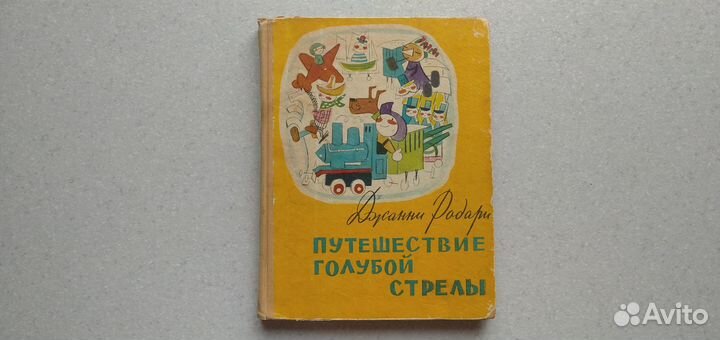 Джанни Родари
ПУТЕШЕСТВИЕ
ГОЛУБОЙ
СТРЕЛЫ
Avito